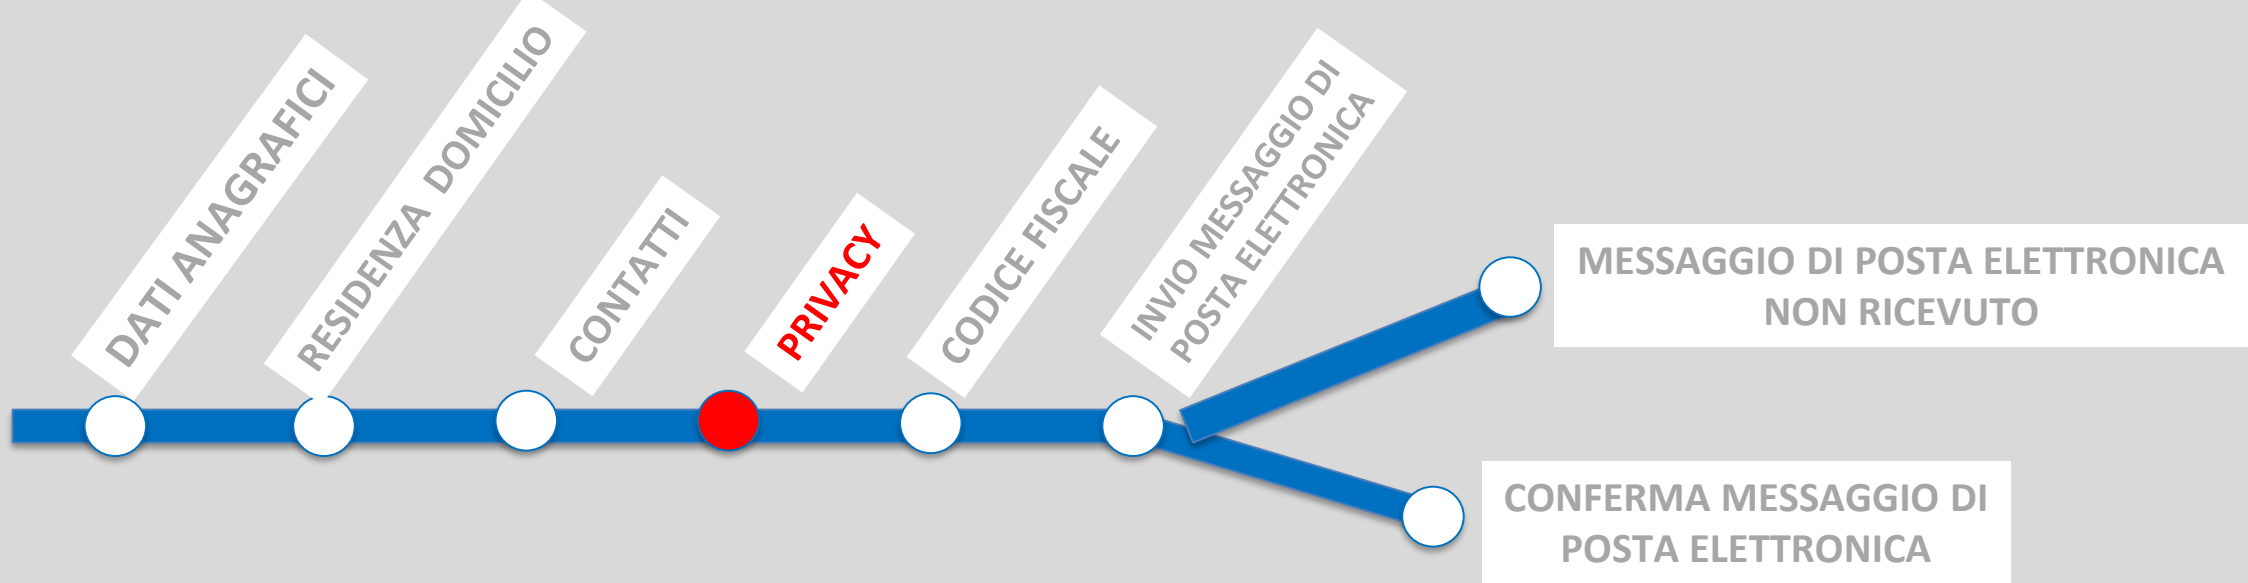 DATI ANAGRAFICI
RESIDENZA DOMICILIO
CONTATTI
PRIVACY
CODICE FISCALE
INVIO MESSAGGIO DI
POSTA ELETTRONICA
MESSAGGIO DI POSTA ELETTRONICA
NON RICEVUTO
CONFERMA MESSAGGIO DI
POSTA ELETTRONICA